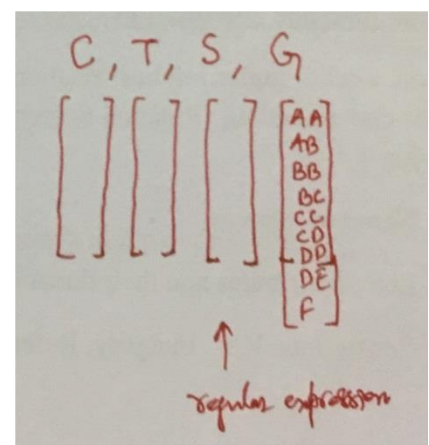 C, T, S, G
AA
AB
BB
BC
CC
CD
DD
DE
F
regular expression